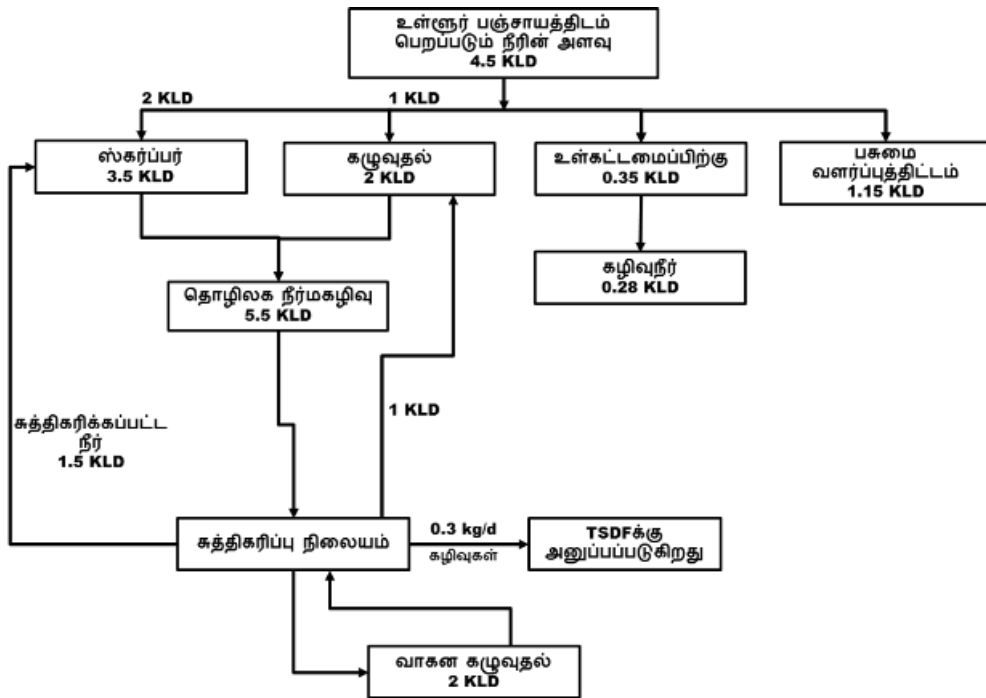 உள்ளூர் பஞ்சாயத்திடம்
பெறப்படும் நீரின் அளவு
4.5 KLD
2 KLD
1 KLD
ஸ்கர்ப்பர்
3.5 KLD
கழுவுதல்
2 KLD
உள்கட்டமைப்பிற்கு
0.35 KLD
பசுமை
வளர்ப்புத்திட்டம்
1.15 KLD
கழிவுநீர்
0.28 KLD
தொழிலக நீர்மகழிவு
5.5 KLD
1 KLD
சுத்திகரிக்கப்பட்ட
நீர்
1.5 KLD
சுத்திகரிப்பு நிலையம்
0.3 kg/d
கழிவுகள்
TSDFக்கு
அனுப்பப்படுகிறது
வாகன கழுவுதல்
2 KLD